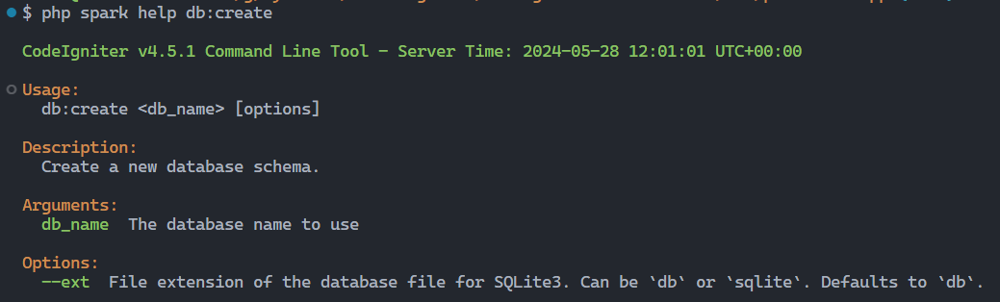 $ php spark help db:create
CodeIgniter v4.5.1 Command Line Tool - Server Time: 2024-05-28 12:01:01 UTC+00:00
Usage:
db:create <db_name> [options]
Description:
Create a new database schema.
Arguments:
db_name  The database name to use
Options:
--ext  File extension of the database file for SQLite3. Can be `db` or `sqlite`. Defaults to `db`.